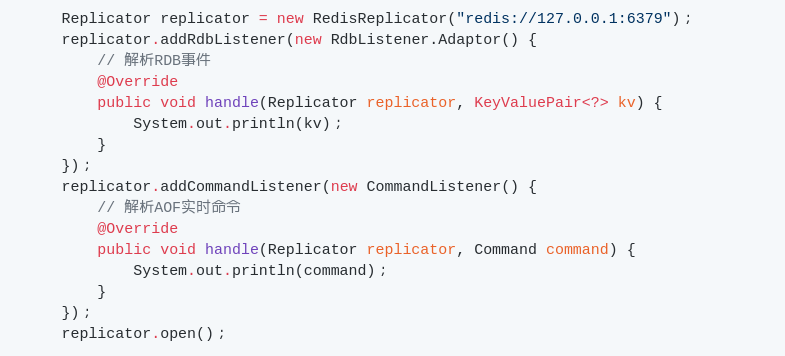 Replicator replicator = new RedisReplicator("redis://127.0.0.1:6379");
replicator.addRdbListener(new RdbListener.Adaptor() {
    // 解析RDB事件
    @Override
    public void handle(Replicator replicator, KeyValuePair<?> kv) {
        System.out.println(kv);
    }
});
replicator.addCommandListener(new CommandListener() {
    // 解析AOF实时命令
    @Override
    public void handle(Replicator replicator, Command command) {
        System.out.println(command);
    }
});
replicator.open();